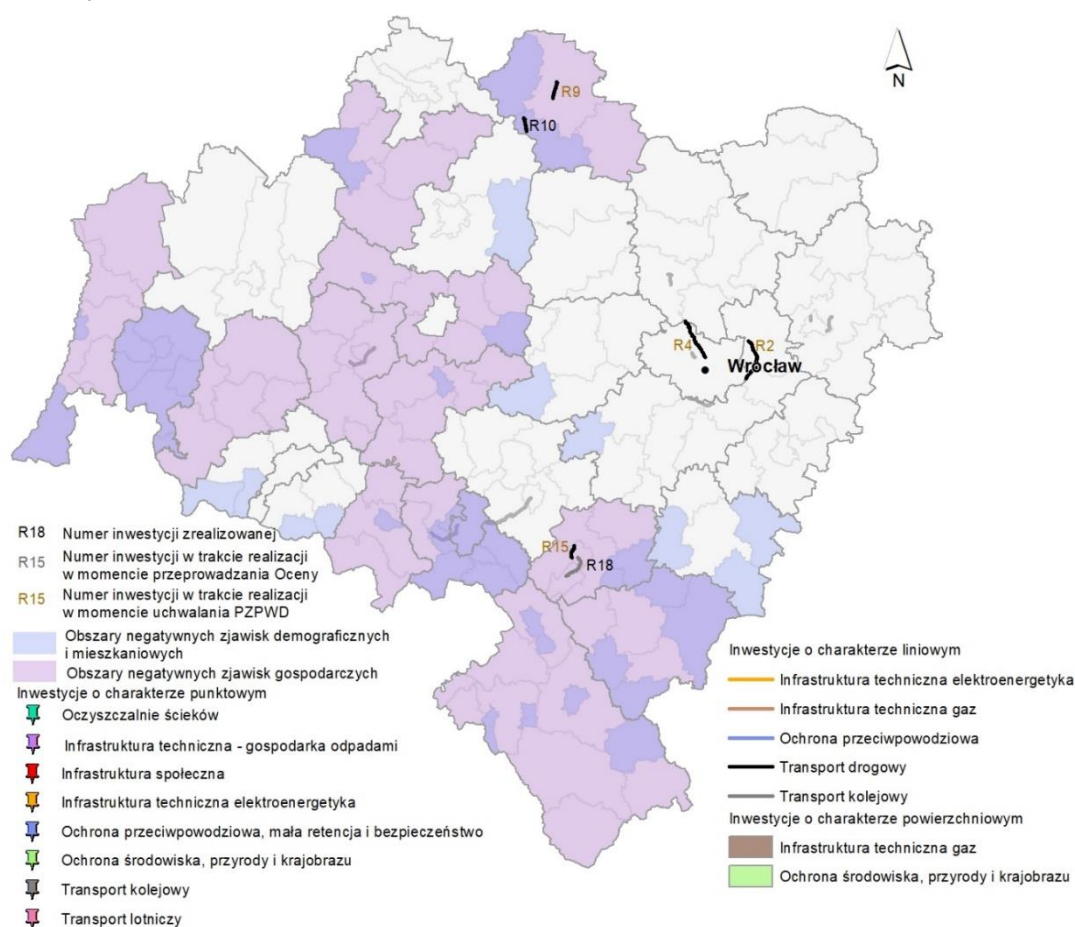 N
R9
R10
R4
R2
Wrocław
R15
R18
R18 Numer inwestycji zrealizowanej
R15 Numer inwestycji w trakcie realizacji
w momencie przeprowadzania Oceny
R15 Numer inwestycji w trakcie realizacji
w momencie uchwalania PZPWD
Obszary negatywnych zjawisk demograficznych
i mieszkaniowych
Obszary negatywnych zjawisk gospodarczych
Inwestycje o charakterze punktowym
Oczyszczalnie ścieków
Infrastruktura techniczna - gospodarka odpadami
Infrastruktura społeczna
Infrastruktura techniczna elektroenergetyka
Ochrona przeciwpowodziowa, mała retencja i bezpieczeństwo
Ochrona środowiska, przyrody i krajobrazu
Transport kolejowy
Transport lotniczy
Inwestycje o charakterze liniowym
Infrastruktura techniczna elektroenergetyka
Infrastruktura techniczna gaz
Ochrona przeciwpowodziowa
Transport drogowy
Transport kolejowy
Inwestycje o charakterze powierzchniowym
Infrastruktura techniczna gaz
Ochrona środowiska, przyrody i krajobrazu